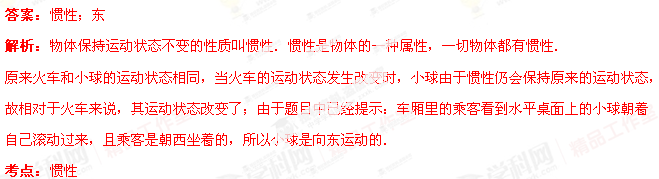 答案：惯性；东
解析：物体保持运动状态不变的性质叫惯性．惯性是物体的一种属性，一切物体都有惯性．
原来火车和小球的运动状态相同，当火车的运动状态发生改变时，小球由于惯性仍会保持原来的运动状态，
故相对于火车来说，其运动状态改变了；由于题目中已经提示：车厢里的乘客看到水平桌面上的小球朝着
自己滚动过来，且乘客是朝西坐着的，所以小球是向东运动的．
考点：惯性